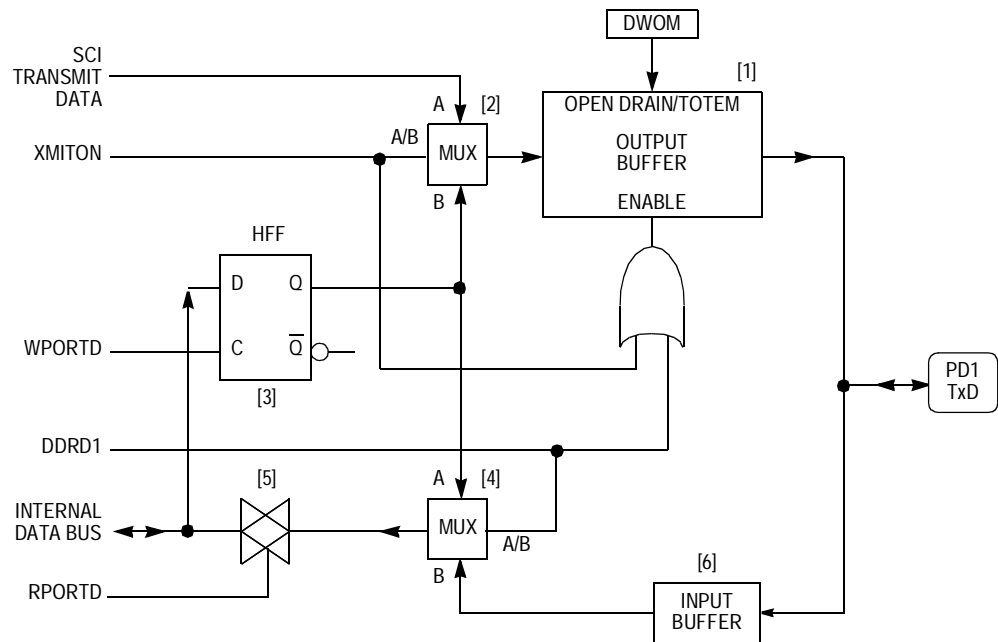 DWOM
SCI
TRANSMIT
DATA
[1]
A
[2]
OPEN DRAIN/TOTEM
OUTPUT
BUFFER
ENABLE
XMITON
A/B
MUX
B
HFF
D
Q
WPORTD
C
Q̅
[3]
PD1
TxD
DDRD1
[5]
A
[4]
INTERNAL
DATA BUS
MUX
A/B
B
[6]
RPORTD
INPUT
BUFFER